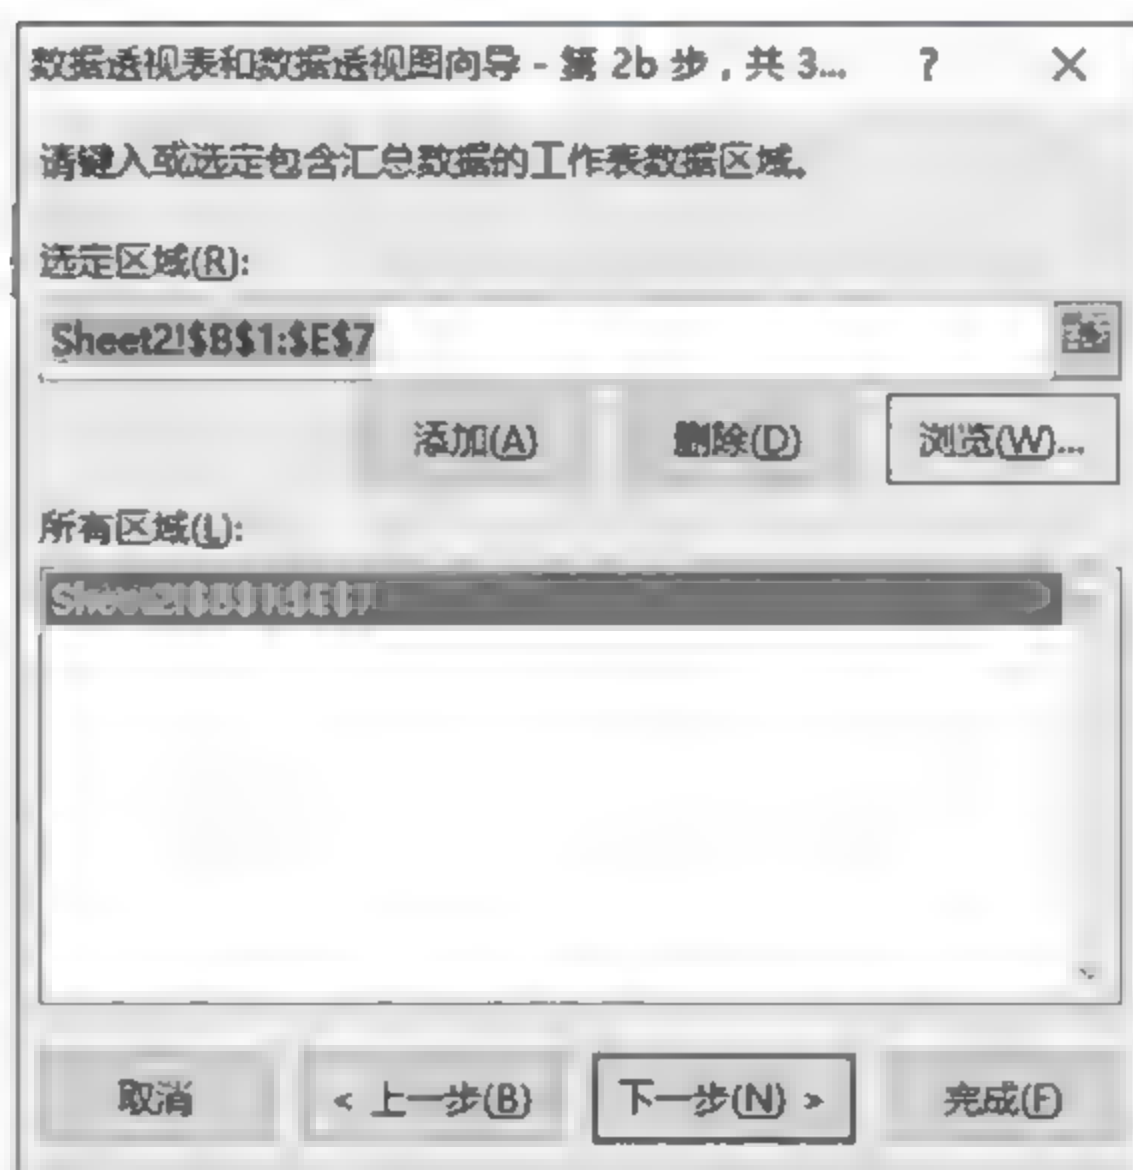 数据透视表和数据透视图向导 - 第 2b 步，共 3... ? ×
请键入或选定包含汇总数据的工作表数据区域。
选定区域(R):
Sheet2!$B$1:$E$7
添加(A) 删除(D) 浏览(W)...
所有区域(L):
Sheet2!$B$1:$E$7
取消 < 上一步(B) 下一步(N) > 完成(F)